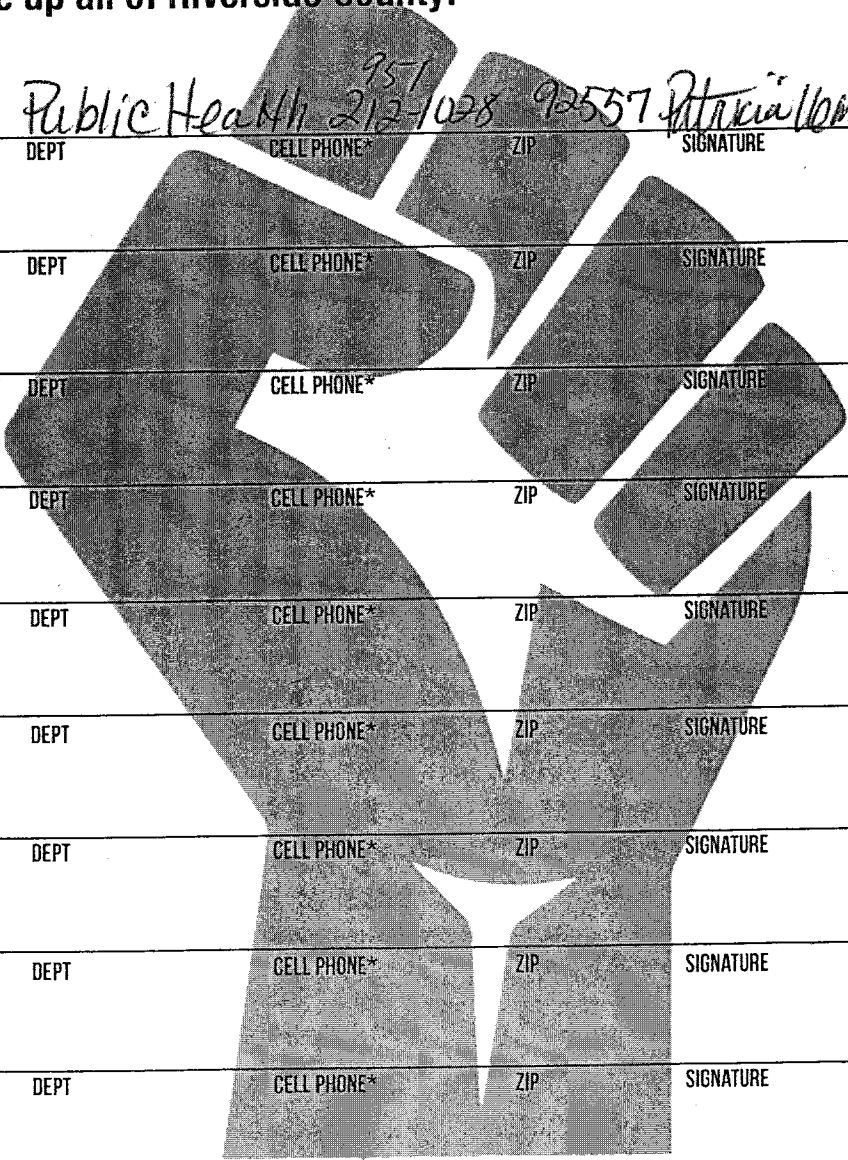 e up all of Riverside County.
951
Public Health 212-1028 92557 Patricia
DEPT CELL PHONE* ZIP SIGNATURE
DEPT CELL PHONE* ZIP SIGNATURE
DEPT CELL PHONE* ZIP SIGNATURE
DEPT CELL PHONE* ZIP SIGNATURE
DEPT CELL PHONE* ZIP SIGNATURE
DEPT CELL PHONE* ZIP SIGNATURE
DEPT CELL PHONE* ZIP SIGNATURE
DEPT CELL PHONE* ZIP SIGNATURE
DEPT CELL PHONE* ZIP SIGNATURE